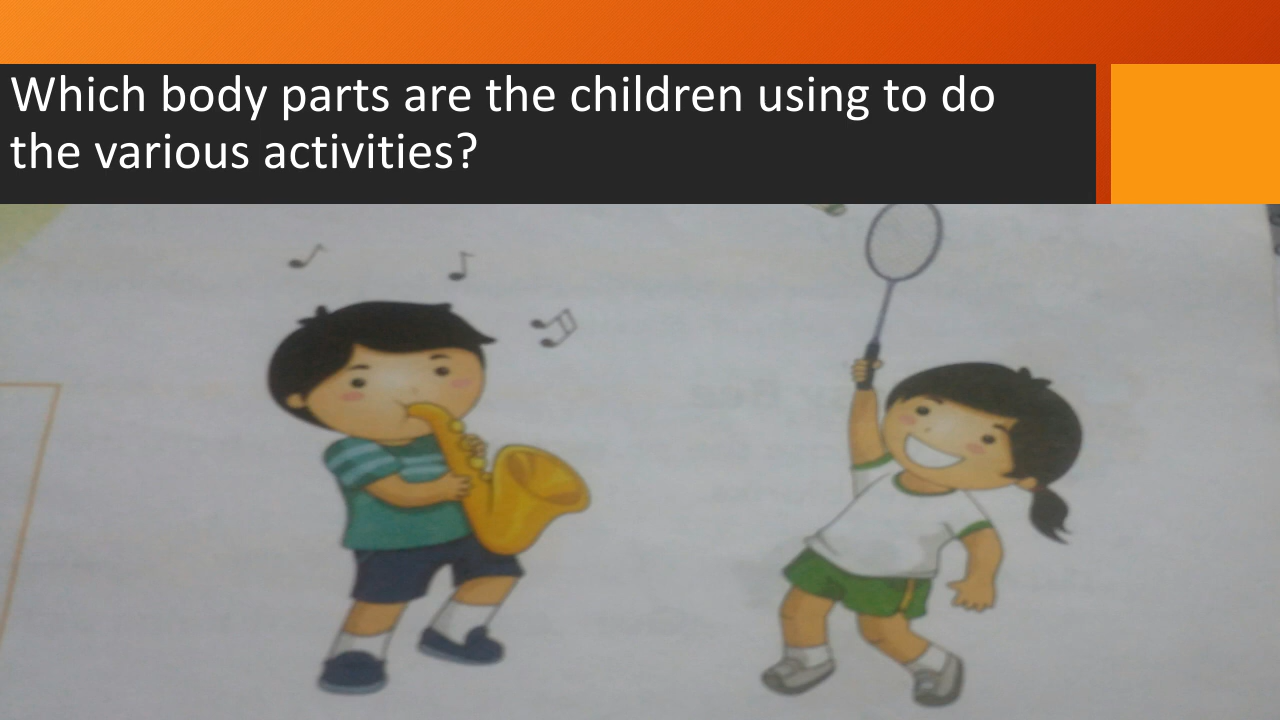 Which body parts are the children using to do
the various activities?